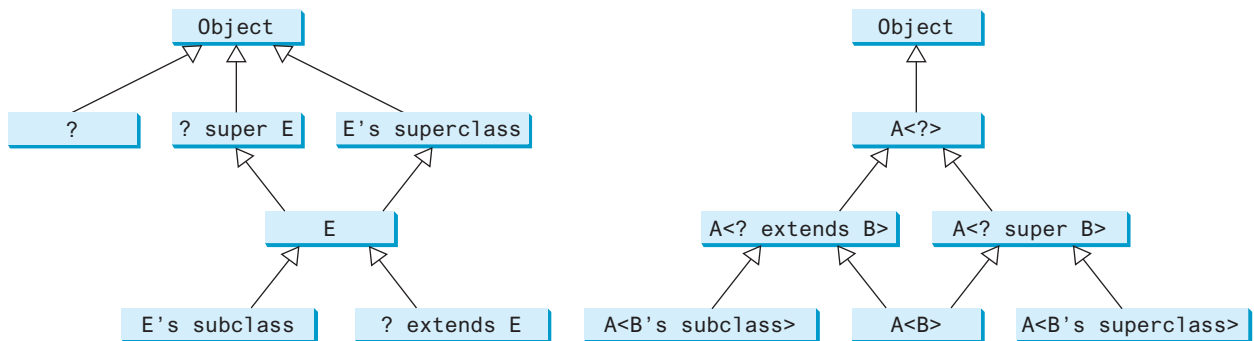 Object
?
? super E
E's superclass
E
E's subclass
? extends E
Object
A<?>
A<? extends B>
A<? super B>
A<B's subclass>
A<B>
A<B's superclass>